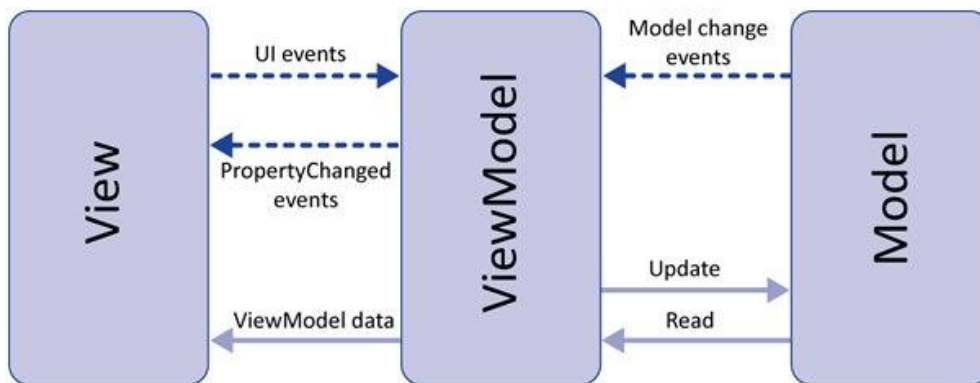 View
UI events
PropertyChanged
events
ViewModel data
ViewModel
Model change
events
Update
Read
Model